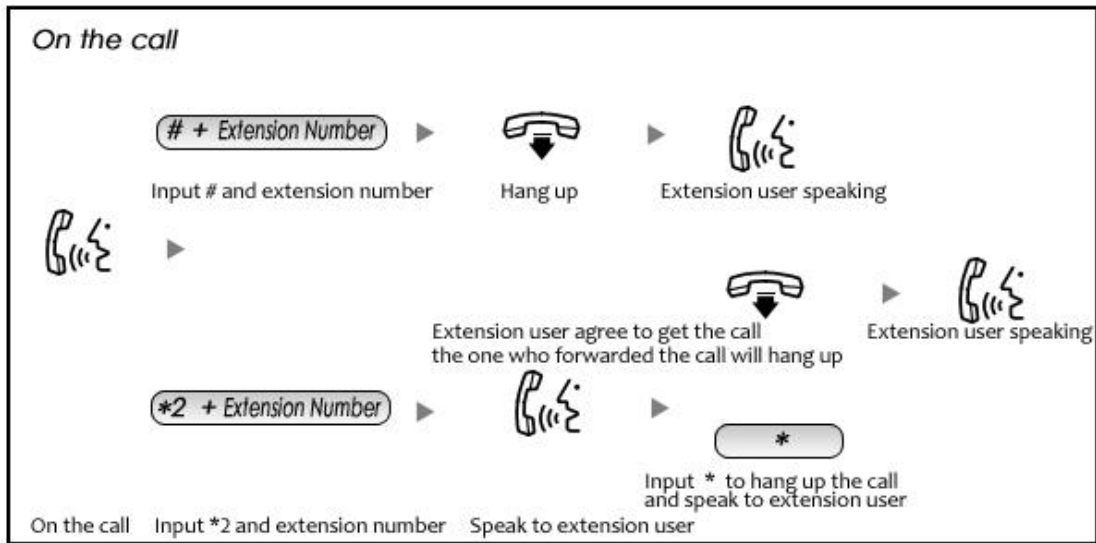 On the call
# + Extension Number
Input # and extension number
Hang up
Extension user speaking
Extension user agree to get the call
the one who forwarded the call will hang up
Extension user speaking
*2 + Extension Number
*
Input * to hang up the call
and speak to extension user
On the call
Input *2 and extension number
Speak to extension user